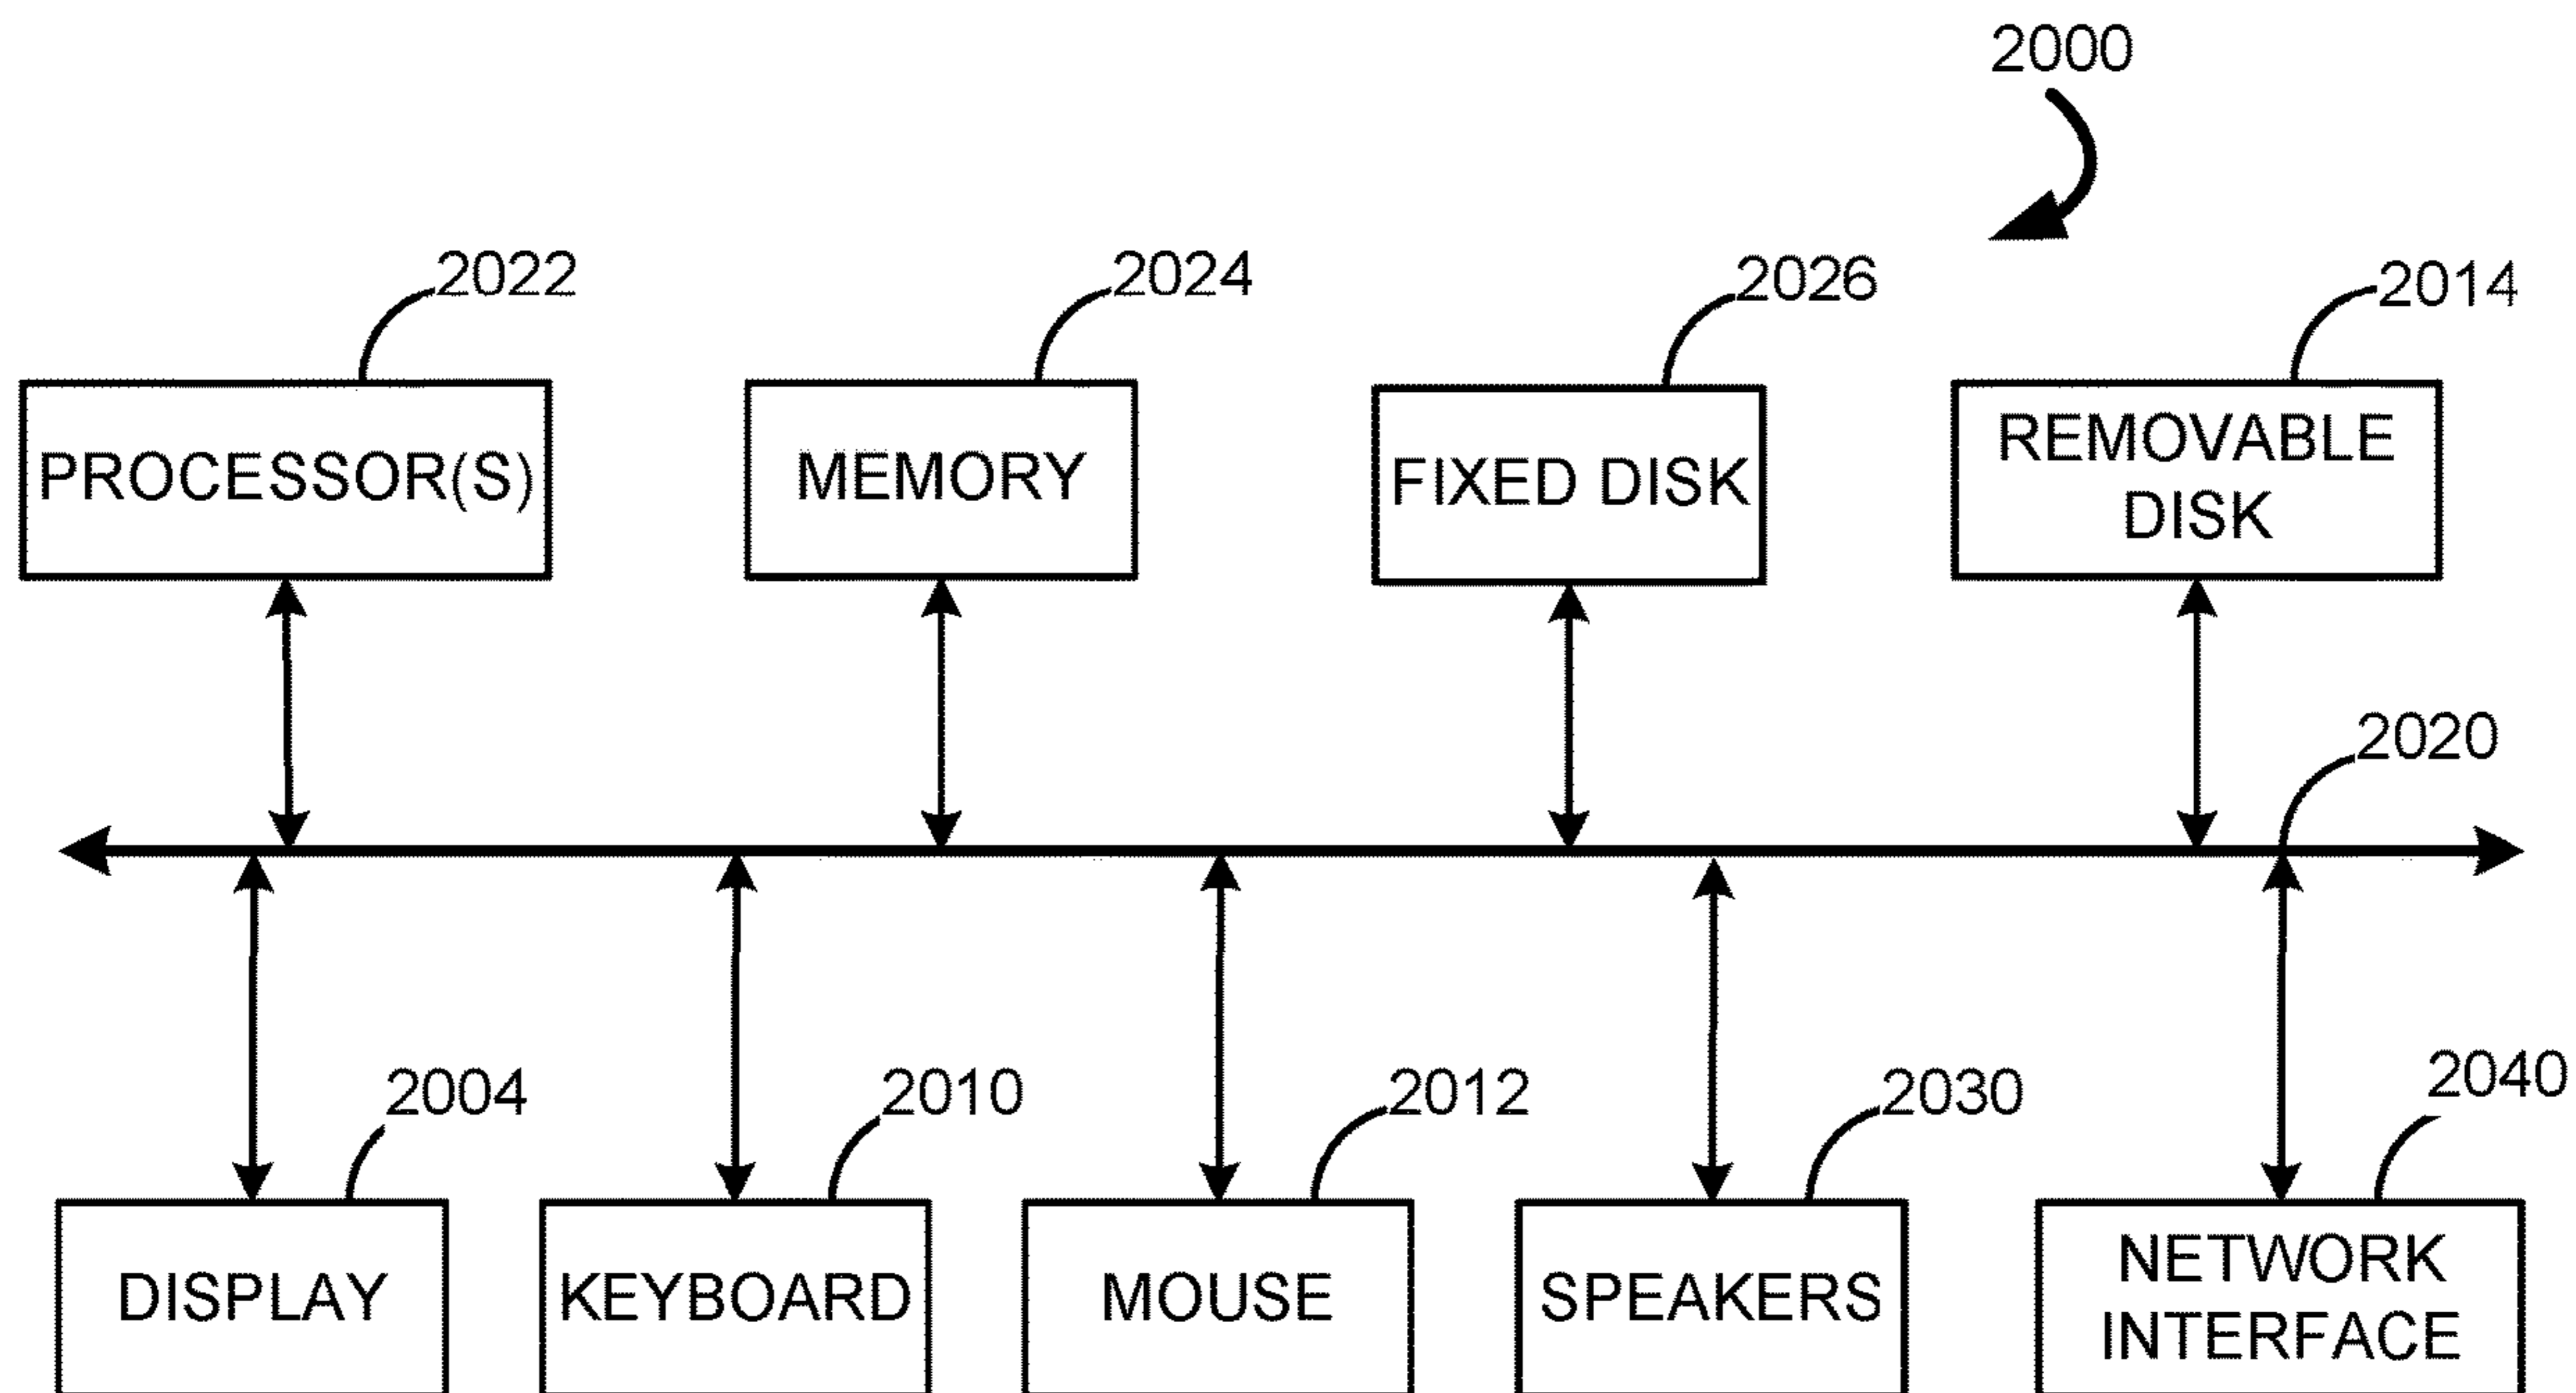 2000
2022
2024
2026
2014
PROCESSOR(S)
MEMORY
FIXED DISK
REMOVABLE
DISK
2020
2004
2010
2012
2030
2040
DISPLAY
KEYBOARD
MOUSE
SPEAKERS
NETWORK
INTERFACE